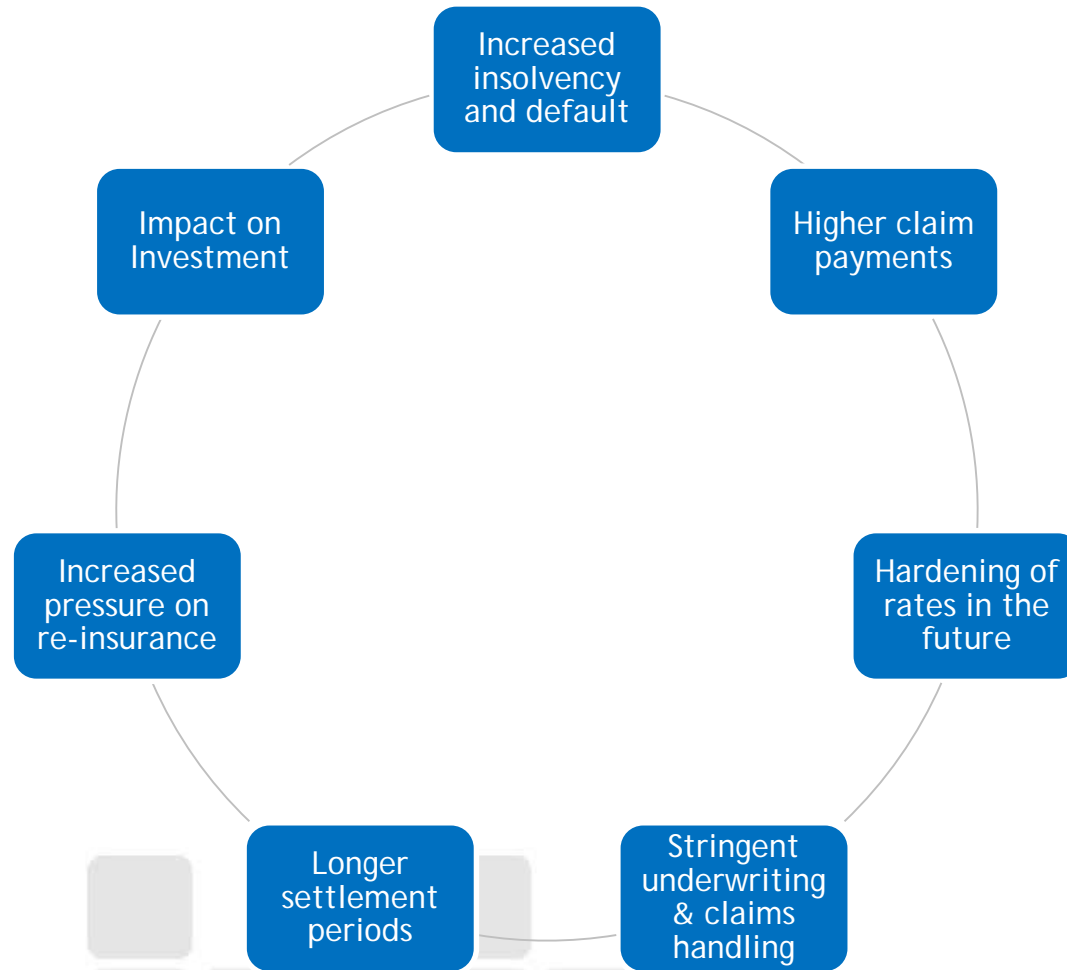 Increased
insolvency
and default
Higher claim
payments
Hardening of
rates in the
future
Stringent
underwriting
& claims
handling
Longer
settlement
periods
Increased
pressure on
re-insurance
Impact on
Investment